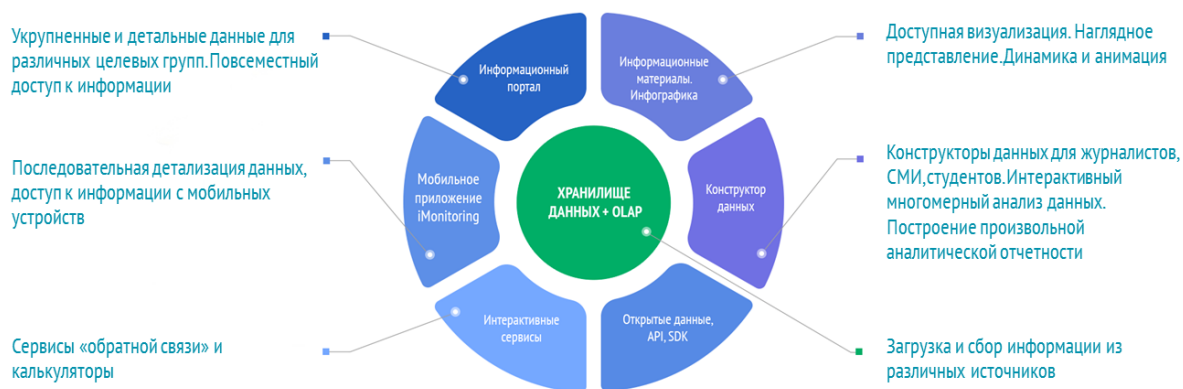 Укрупненные и детальные данные для
различных целевых групп.Повсеместный
доступ к информации
Информационный
портал
Информационные
материалы.
Инфографика
Доступная визуализация. Наглядное
представление.Динамика и анимация
Последовательная детализация данных,
доступ к информации с мобильных
устройств
Мобильное
приложение
iMonitoring
ХРАНИЛИЩЕ
ДАННЫХ + OLAP
Конструктор
данных
Конструкторы данных для журналистов,
СМИ,студентов.Интерактивный
многомерный анализ данных.
Построение произвольной
аналитической отчетности
Сервисы «обратной связи» и
калькуляторы
Интерактивные
сервисы
Открытые данные,
API, SDK
Загрузка и сбор информации из
различных источников